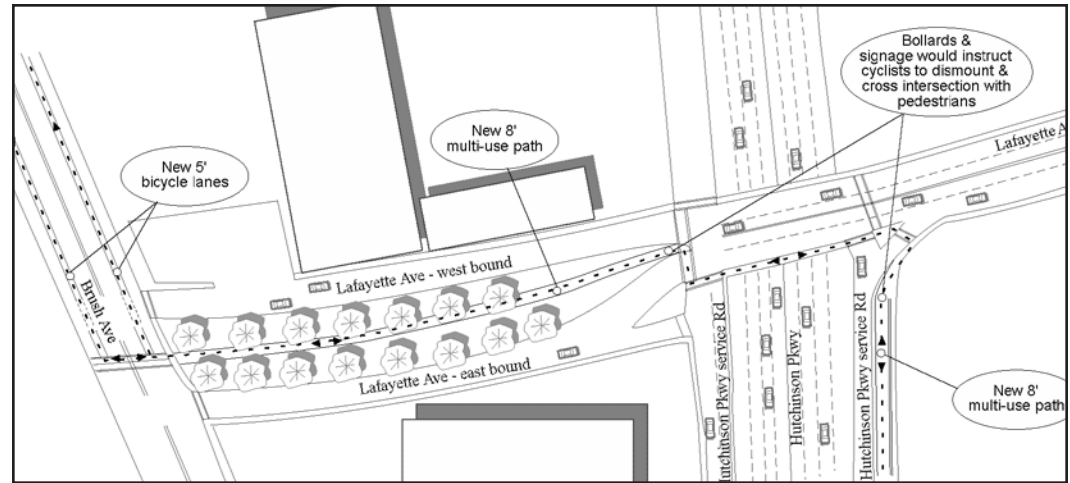 Bollards &
signage would instruct
cyclists to dismount &
cross intersection with
pedestrians
New 8'
multi-use path
New 5'
bicycle lanes
Lafayette A
Lafayette Ave - west bound
Brush Ave
Lafayette Ave - east bound
Hutchinson Pkwy service Rd
Hutchinson Pkwy
Hutchinson Pkwy service Rd
New 8'
multi-use path